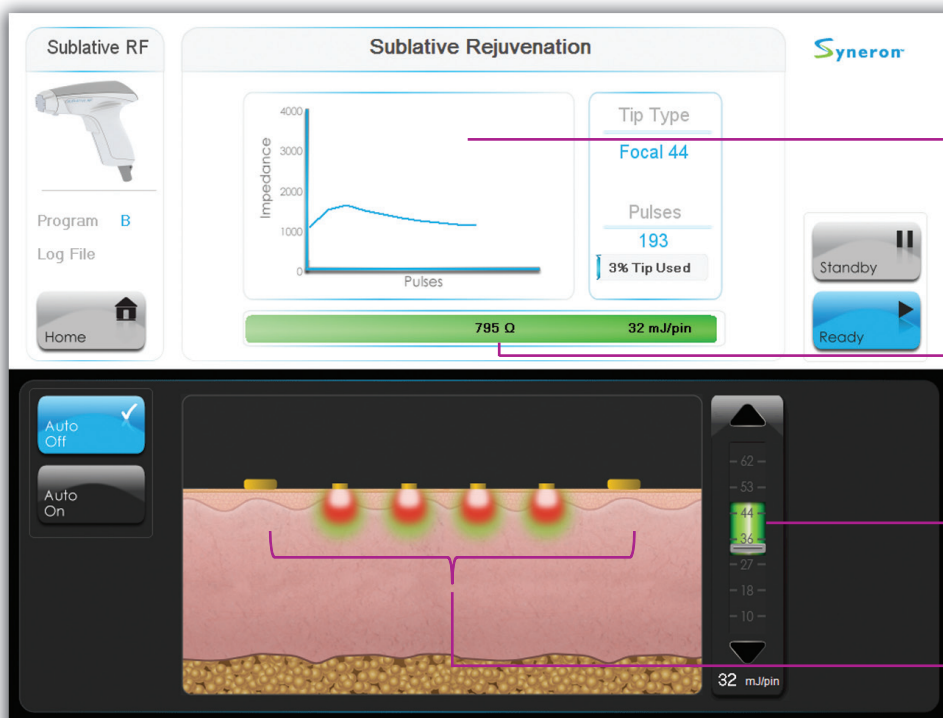 Sublative RF
Sublative Rejuvenation
Syneron
Program B
Log File
Home
Impedance
4000
3000
2000
1000
0
Pulses
Tip Type
Focal 44
Pulses
193
3% Tip Used
795 Ω 32 mJ/pin
Standby
Ready
Auto
Off
Auto
On
62
53
44
36
27
18
10
32 mJ/pin